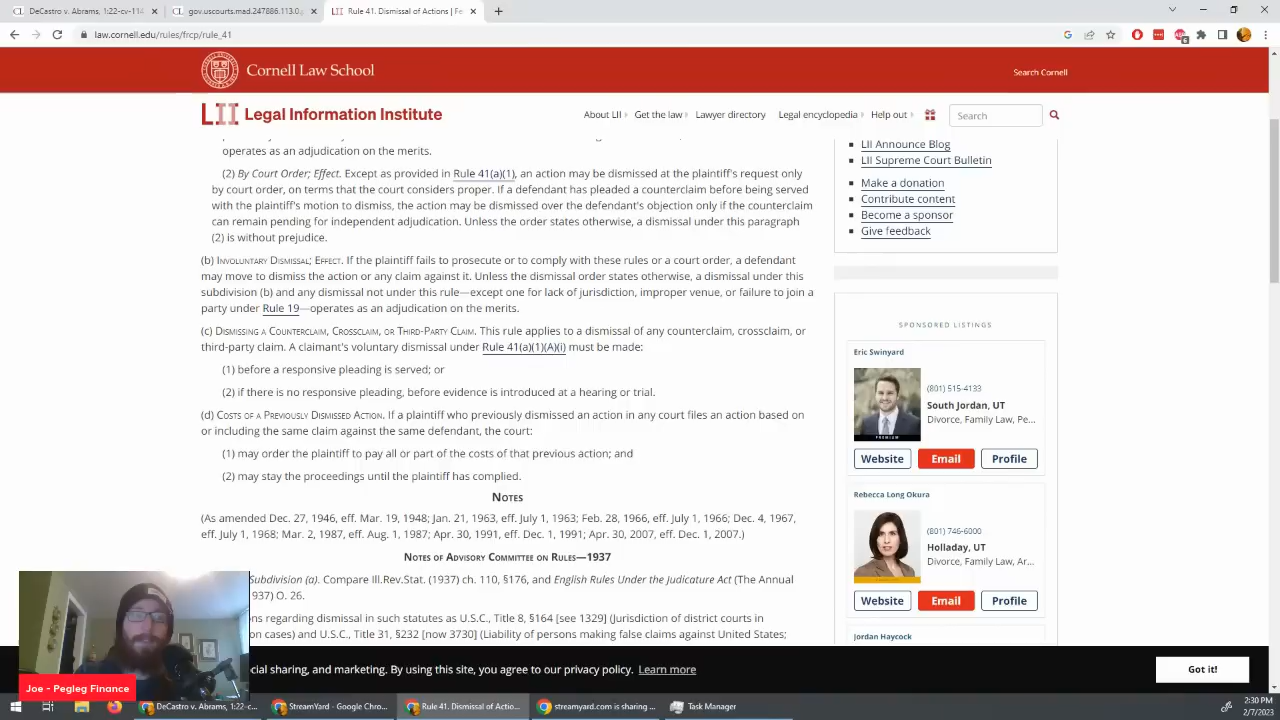 DeCastro v. Abrams; 1:22-cv-114
gov.uscourts.mad.247886.113.0
Rule 41. Dismissal of Actions | Fe
law.cornell.edu/rules/frcp/rule_41
Cornell Law School
Search Cornell
LII Legal Information Institute
About LII
Get the law
Lawyer directory
Legal encyclopedia
Help out
Search
operates as an adjudication on the merits.
(2) By Court Order; Effect. Except as provided in Rule 41(a)(1), an action may be dismissed at the plaintiff's request only
by court order, on terms that the court considers proper. If a defendant has pleaded a counterclaim before being served
with the plaintiff's motion to dismiss, the action may be dismissed over the defendant's objection only if the counterclaim
can remain pending for independent adjudication. Unless the order states otherwise, a dismissal under this paragraph
(2) is without prejudice.
(b) Involuntary Dismissal; Effect. If the plaintiff fails to prosecute or to comply with these rules or a court order, a defendant
may move to dismiss the action or any claim against it. Unless the dismissal order states otherwise, a dismissal under this
subdivision (b) and any dismissal not under this rule—except one for lack of jurisdiction, improper venue, or failure to join a
party under Rule 19—operates as an adjudication on the merits.
(c) Dismissing a Counterclaim, Crossclaim, or Third-Party Claim. This rule applies to a dismissal of any counterclaim, crossclaim, or
third-party claim. A claimant's voluntary dismissal under Rule 41(a)(1)(A)(i) must be made:
(1) before a responsive pleading is served; or
(2) if there is no responsive pleading, before evidence is introduced at a hearing or trial.
(d) Costs of a Previously Dismissed Action. If a plaintiff who previously dismissed an action in any court files an action based on
or including the same claim against the same defendant, the court:
(1) may order the plaintiff to pay all or part of the costs of that previous action; and
(2) may stay the proceedings until the plaintiff has complied.
Notes
(As amended Dec. 27, 1946, eff. Mar. 19, 1948; Jan. 21, 1963, eff. July 1, 1963; Feb. 28, 1966, eff. July 1, 1966; Dec. 4, 1967,
eff. July 1, 1968; Mar. 2, 1987, eff. Aug. 1, 1987; Apr. 30, 1991, eff. Dec. 1, 1991; Apr. 30, 2007, eff. Dec. 1, 2007.)
Notes of Advisory Committee on Rules—1937
Subdivision (a). Compare Ill.Rev.Stat. (1937) ch. 110, §176, and English Rules Under the Judicature Act (The Annual
937) O. 26.
ns regarding dismissal in such statutes as U.S.C., Title 8, §164 [see 1329] (Jurisdiction of district courts in
on cases) and U.S.C., Title 31, §232 [now 3730] (Liability of persons making false claims against United States;
LII Announce Blog
LII Supreme Court Bulletin
Make a donation
Contribute content
Become a sponsor
Give feedback
SPONSORED LISTINGS
Eric Swinyard
(801) 515-4133
South Jordan, UT
Divorce, Family Law, Pe...
PREMIUM
Website
Email
Profile
Rebecca Long Okura
(801) 746-6000
Holladay, UT
Divorce, Family Law, Ar...
Website
Email
Profile
Jordan Haycock
cial sharing, and marketing. By using this site, you agree to our privacy policy. Learn more
Got it!
Joe - Pegleg Finance
DeCastro v. Abrams, 1:22-c...
StreamYard - Google Chro...
Rule 41. Dismissal of Actio...
streamyard.com is sharing ...
Task Manager
2:30 PM
2/7/2023